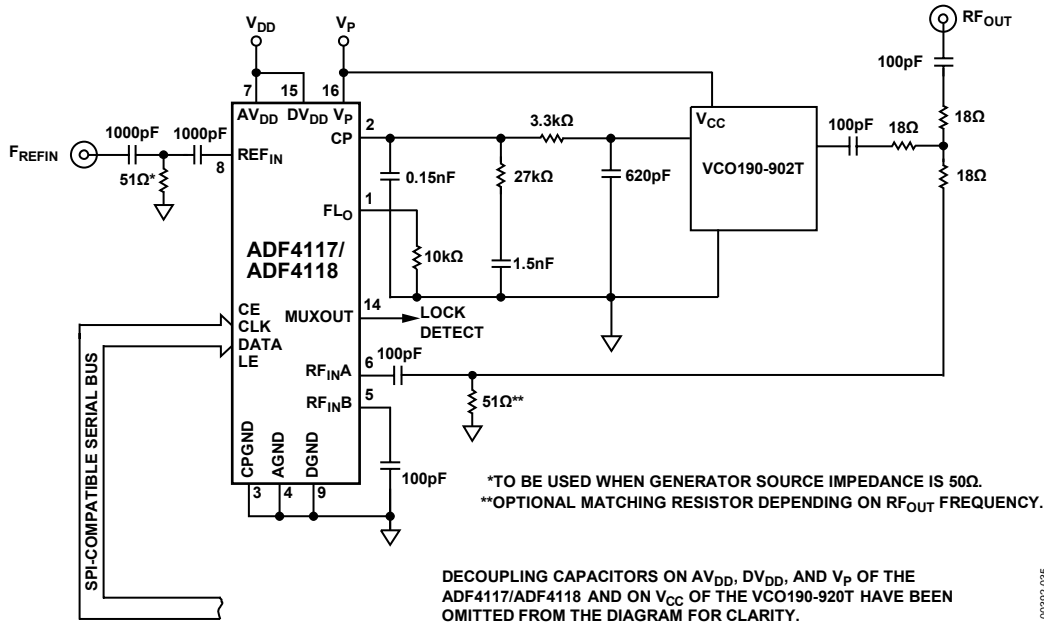 VDD
VP
RFOUT
100pF
7
15
16
AVDD
DVDD
VP
1000pF
1000pF
FREFIN
8
REFIN
51Ω*
CP
2
3.3kΩ
VCC
VCO190-902T
100pF
18Ω
18Ω
18Ω
0.15nF
27kΩ
620pF
1
FLO
10kΩ
1.5nF
ADF4117/
ADF4118
CE
CLK
DATA
LE
MUXOUT
14
LOCK
DETECT
SPI-COMPATIBLE SERIAL BUS
100pF
RFINA
6
51Ω**
RFINB
5
100pF
CPGND
AGND
DGND
3
4
9
*TO BE USED WHEN GENERATOR SOURCE IMPEDANCE IS 50Ω.
**OPTIONAL MATCHING RESISTOR DEPENDING ON RFOUT FREQUENCY.
DECOUPLING CAPACITORS ON AVDD, DVDD, AND VP OF THE
ADF4117/ADF4118 AND ON VCC OF THE VCO190-920T HAVE BEEN
OMITTED FROM THE DIAGRAM FOR CLARITY.
00392-035